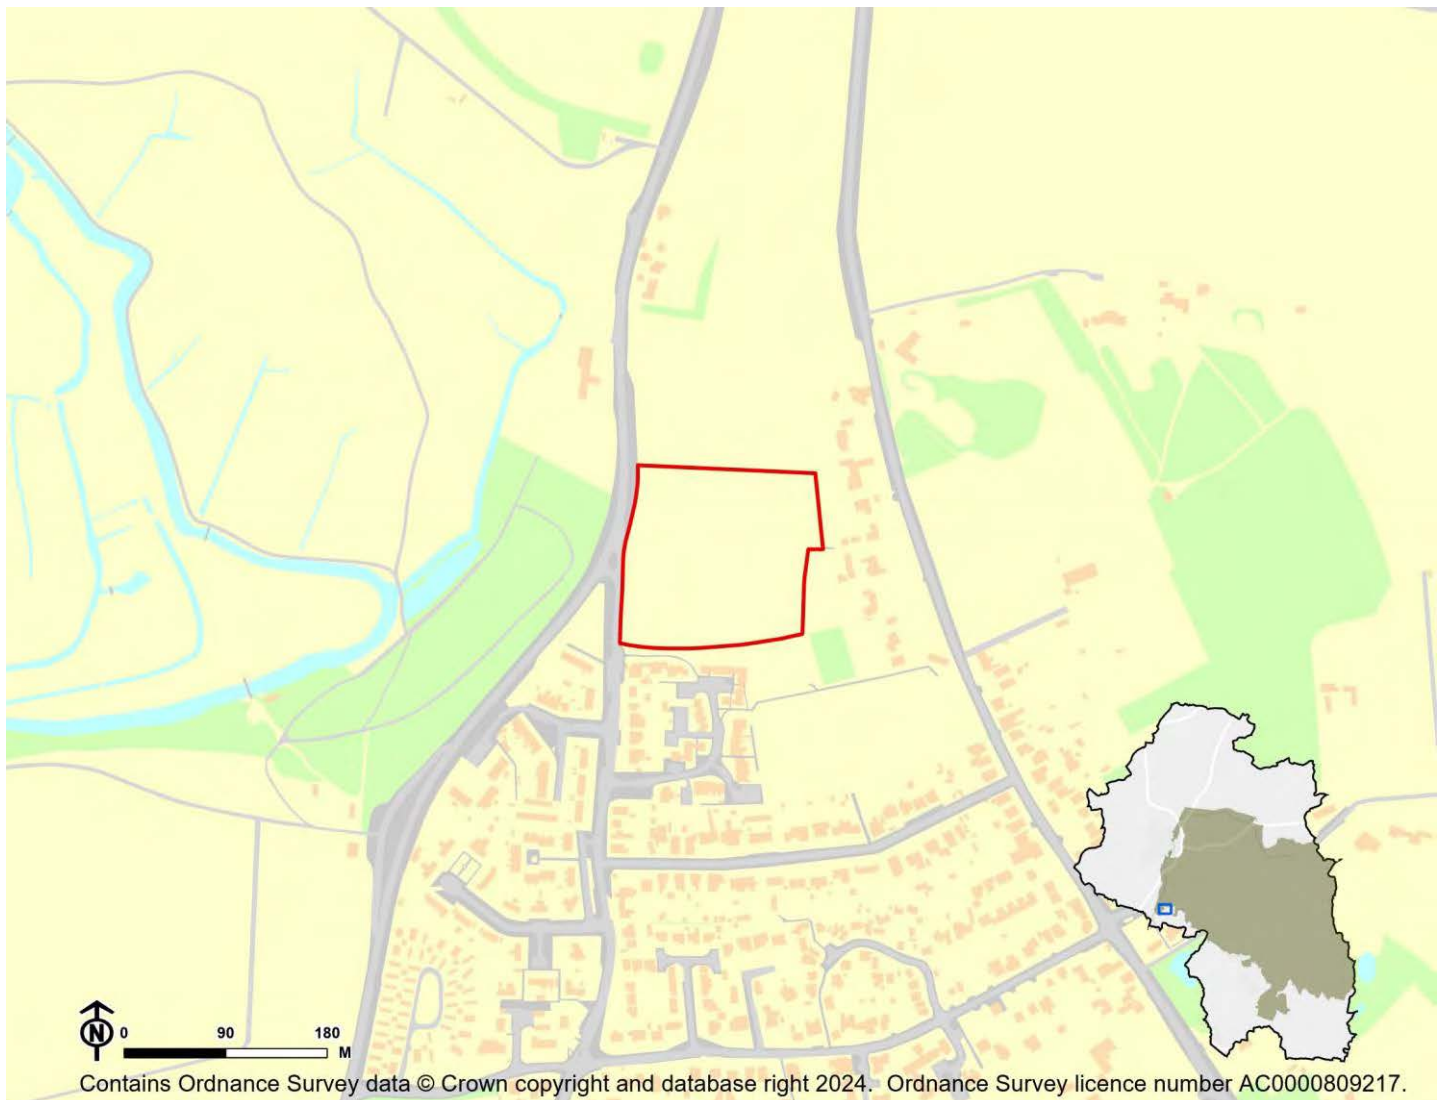 N
0 90 180
M
Contains Ordnance Survey data © Crown copyright and database right 2024. Ordnance Survey licence number AC0000809217.